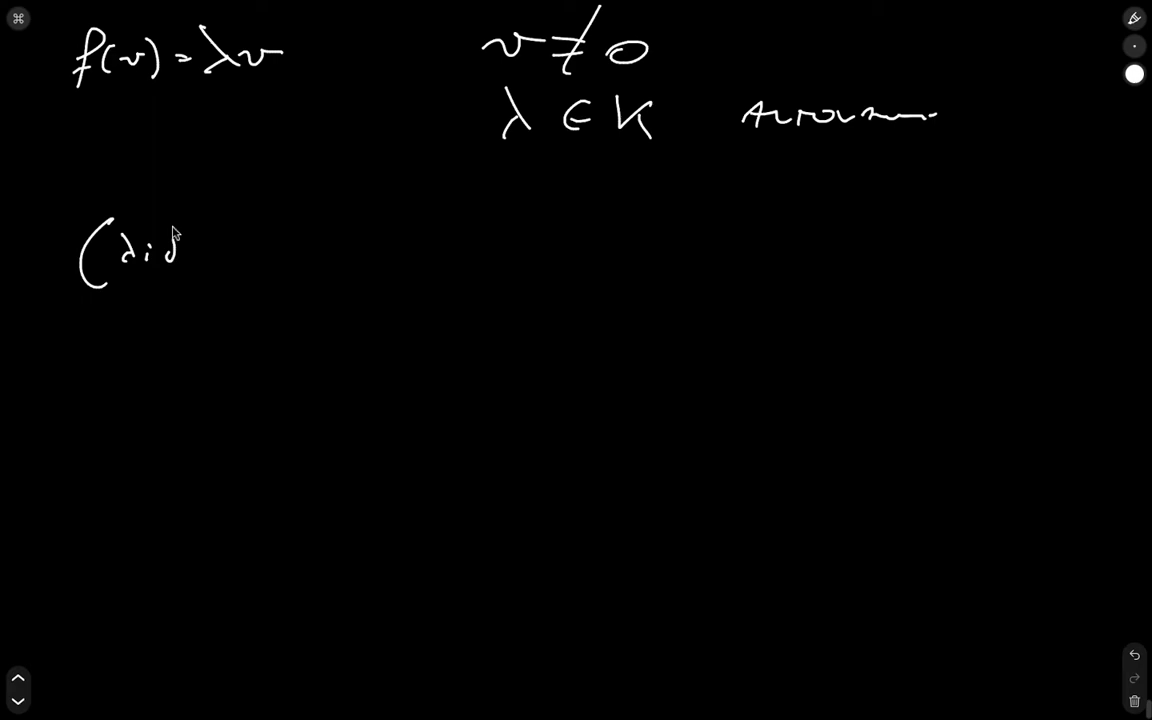 f(v) = λv v ≠ 0
λ ∈ K
(λid